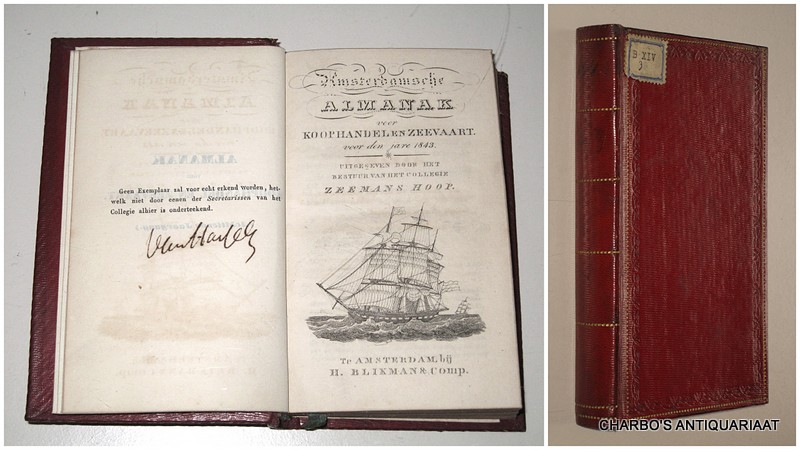 Geen Exemplaar zal voor echt erkend worden, het-
welk niet door eenen der Secretarissen van het
Collegie alhier is onderteekend.
Amsterdamsche
ALMANAK
voor
KOOPHANDEL EN ZEEVAART.
voor den jare 1843.
UITGEGEVEN DOOR HET
BESTUUR VAN HET COLLEGIE
ZEEMANS HOOP.
Te AMSTERDAM, bij
H. BLIKMAN & Comp.
B XIV
CHARBO'S ANTIQUARIAAT